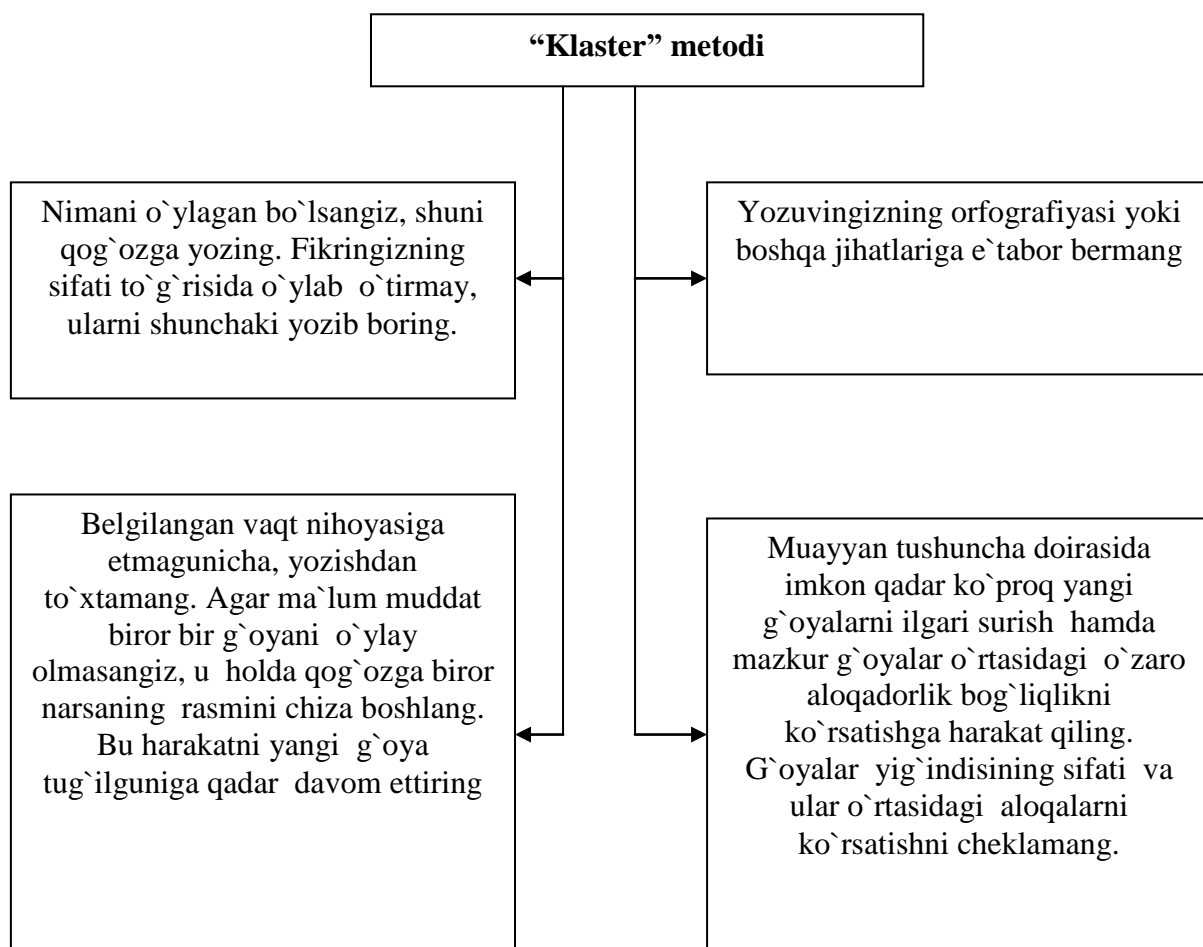 “Klaster” metodi
Nimani o`ylagan bo`lsangiz, shuni
qog`ozga yozing. Fikringizning
sifati to`g`risida o`ylab o`tirmay,
ularni shunchaki yozib boring.
Yozuvingizning orfografiyasi yoki
boshqa jihatlariga e`tabor bermang
Belgilangan vaqt nihoyasiga
etmagunicha, yozishdan
to`xtamang. Agar ma`lum muddat
biror bir g`oyani o`ylay
olmasangiz, u holda qog`ozga biror
narsaning rasmini chiza boshlang.
Bu harakatni yangi g`oya
tug`ilguniga qadar davom ettiring
Muayyan tushuncha doirasida
imkon qadar ko`proq yangi
g`oyalarni ilgari surish hamda
mazkur g`oyalar o`rtasidagi o`zaro
aloqadorlik bog`liqlikni
ko`rsatishga harakat qiling.
G`oyalar yig`indisining sifati va
ular o`rtasidagi aloqalarni
ko`rsatishni cheklamang.